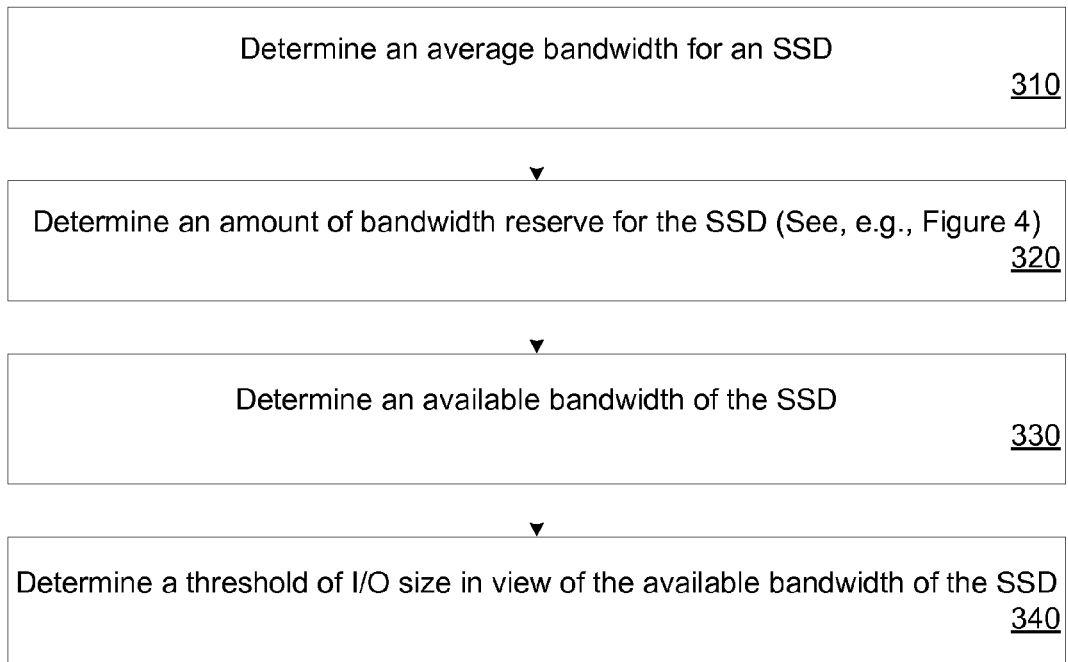 Determine an average bandwidth for an SSD
310
Determine an amount of bandwidth reserve for the SSD (See, e.g., Figure 4)
320
Determine an available bandwidth of the SSD
330
Determine a threshold of I/O size in view of the available bandwidth of the SSD
340